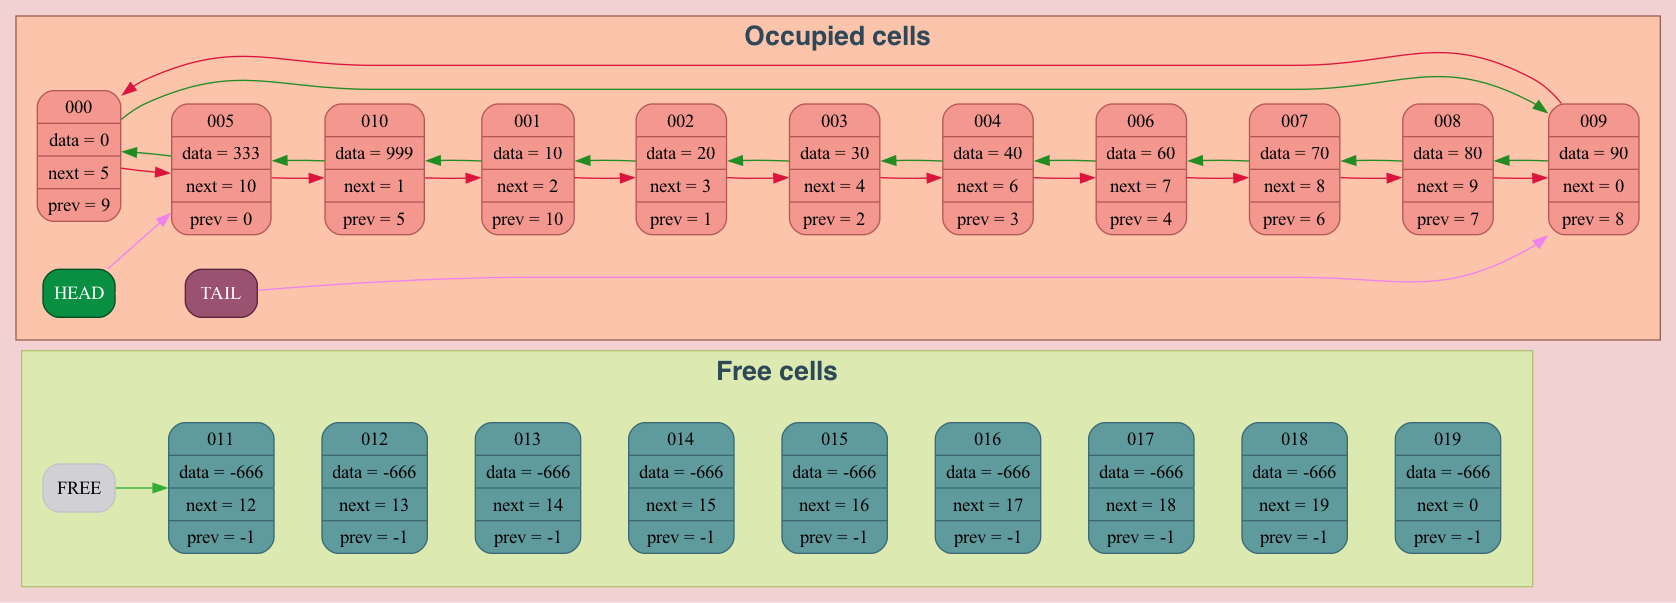 Occupied cells
000
data = 0
next = 5
prev = 9
005
data = 333
next = 10
prev = 0
010
data = 999
next = 1
prev = 5
001
data = 10
next = 2
prev = 10
002
data = 20
next = 3
prev = 1
003
data = 30
next = 4
prev = 2
004
data = 40
next = 6
prev = 3
006
data = 60
next = 7
prev = 4
007
data = 70
next = 8
prev = 6
008
data = 80
next = 9
prev = 7
009
data = 90
next = 0
prev = 8
HEAD
TAIL
Free cells
FREE
011
data = -666
next = 12
prev = -1
012
data = -666
next = 13
prev = -1
013
data = -666
next = 14
prev = -1
014
data = -666
next = 15
prev = -1
015
data = -666
next = 16
prev = -1
016
data = -666
next = 17
prev = -1
017
data = -666
next = 18
prev = -1
018
data = -666
next = 19
prev = -1
019
data = -666
next = 0
prev = -1